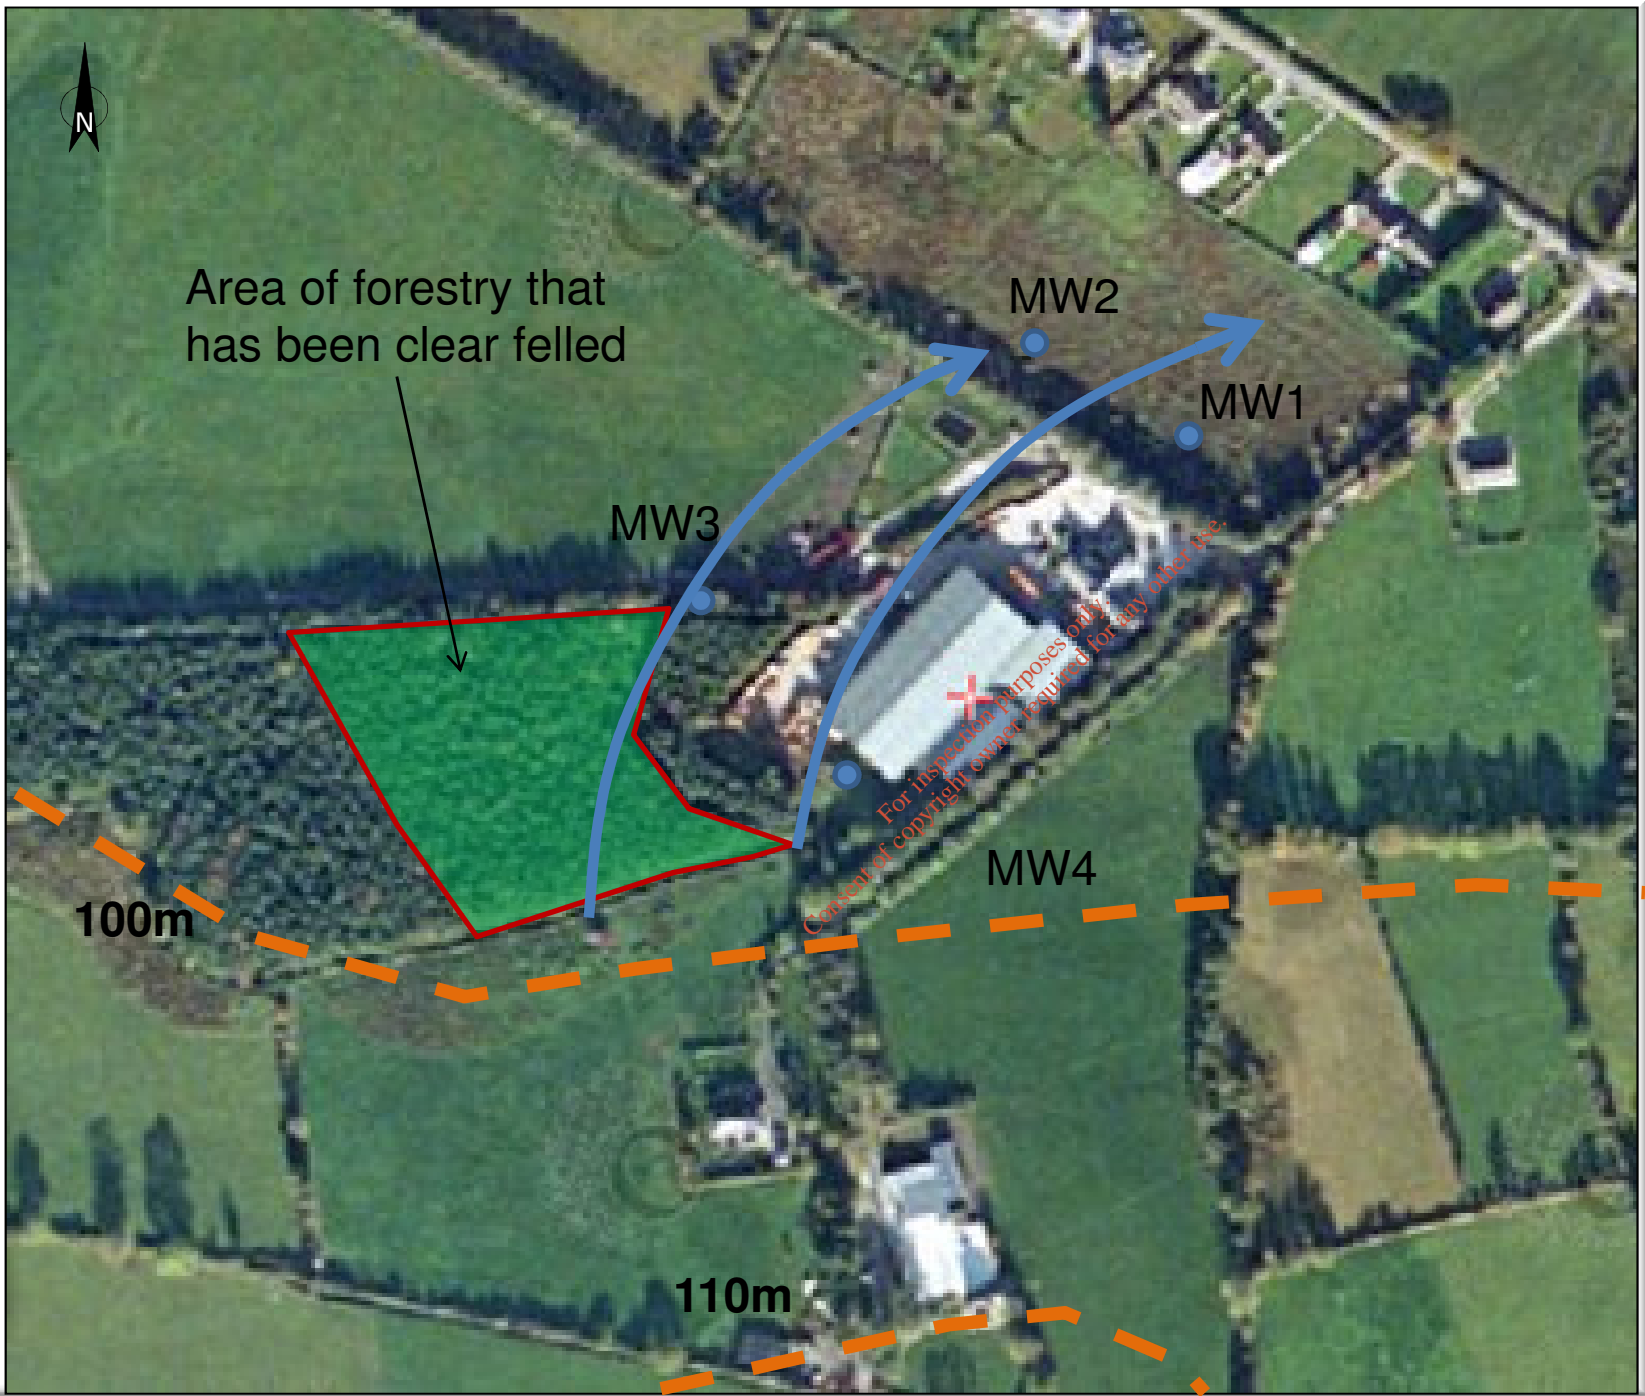 N
Area of forestry that
has been clear felled
MW2
MW1
MW3
For inspection purposes only.
Consent of copyright owner required for any other use.
MW4
100m
110m